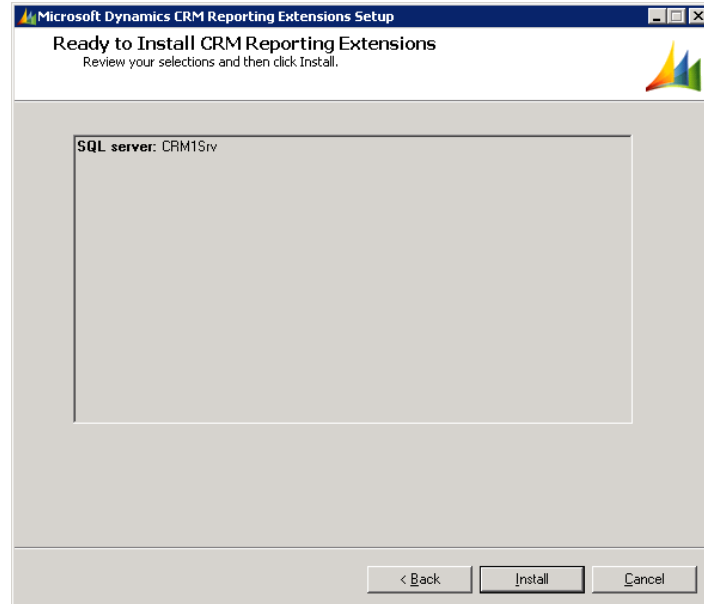 Microsoft Dynamics CRM Reporting Extensions Setup
Ready to Install CRM Reporting Extensions
Review your selections and then click Install.
SQL server: CRM1Srv
< Back
Install
Cancel